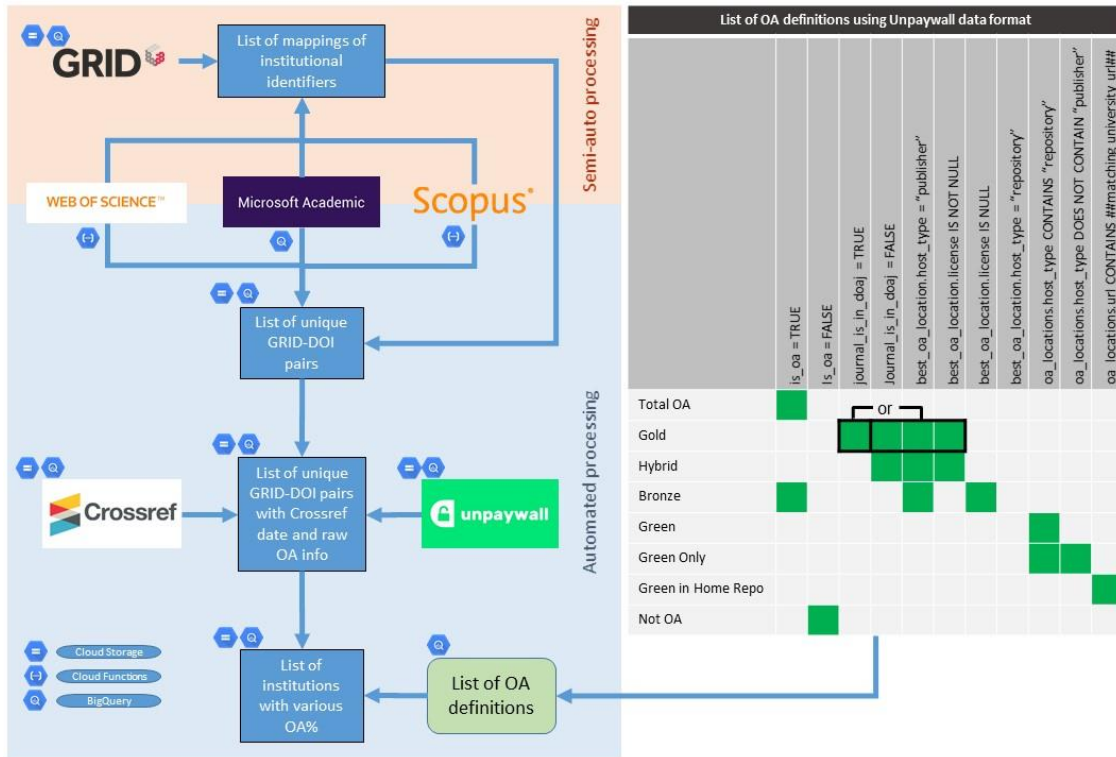 GRID
List of mappings of
institutional
identifiers
Semi-auto processing
WEB OF SCIENCE™
Microsoft Academic
Scopus®
List of unique
GRID-DOI
pairs
Automated processing
Crossref
List of unique
GRID-DOI pairs
with Crossref
date and raw
OA info
unpaywall
Cloud Storage
Cloud Functions
BigQuery
List of
institutions
with various
OA%
List of OA
definitions
List of OA definitions using Unpaywall data format
is_oa = TRUE
Is_oa = FALSE
journal_is_in_doaj = TRUE
Journal_is_in_doaj = FALSE
best_oa_location.host_type = “publisher”
best_oa_location.license IS NOT NULL
best_oa_location.license IS NULL
best_oa_location.host_type = “repository”
oa_locations.host_type CONTAINS “repository”
oa_locations.host_type DOES NOT CONTAIN “publisher”
oa_locations.url CONTAINS ##matching university url##
Total OA
or
Gold
Hybrid
Bronze
Green
Green Only
Green in Home Repo
Not OA